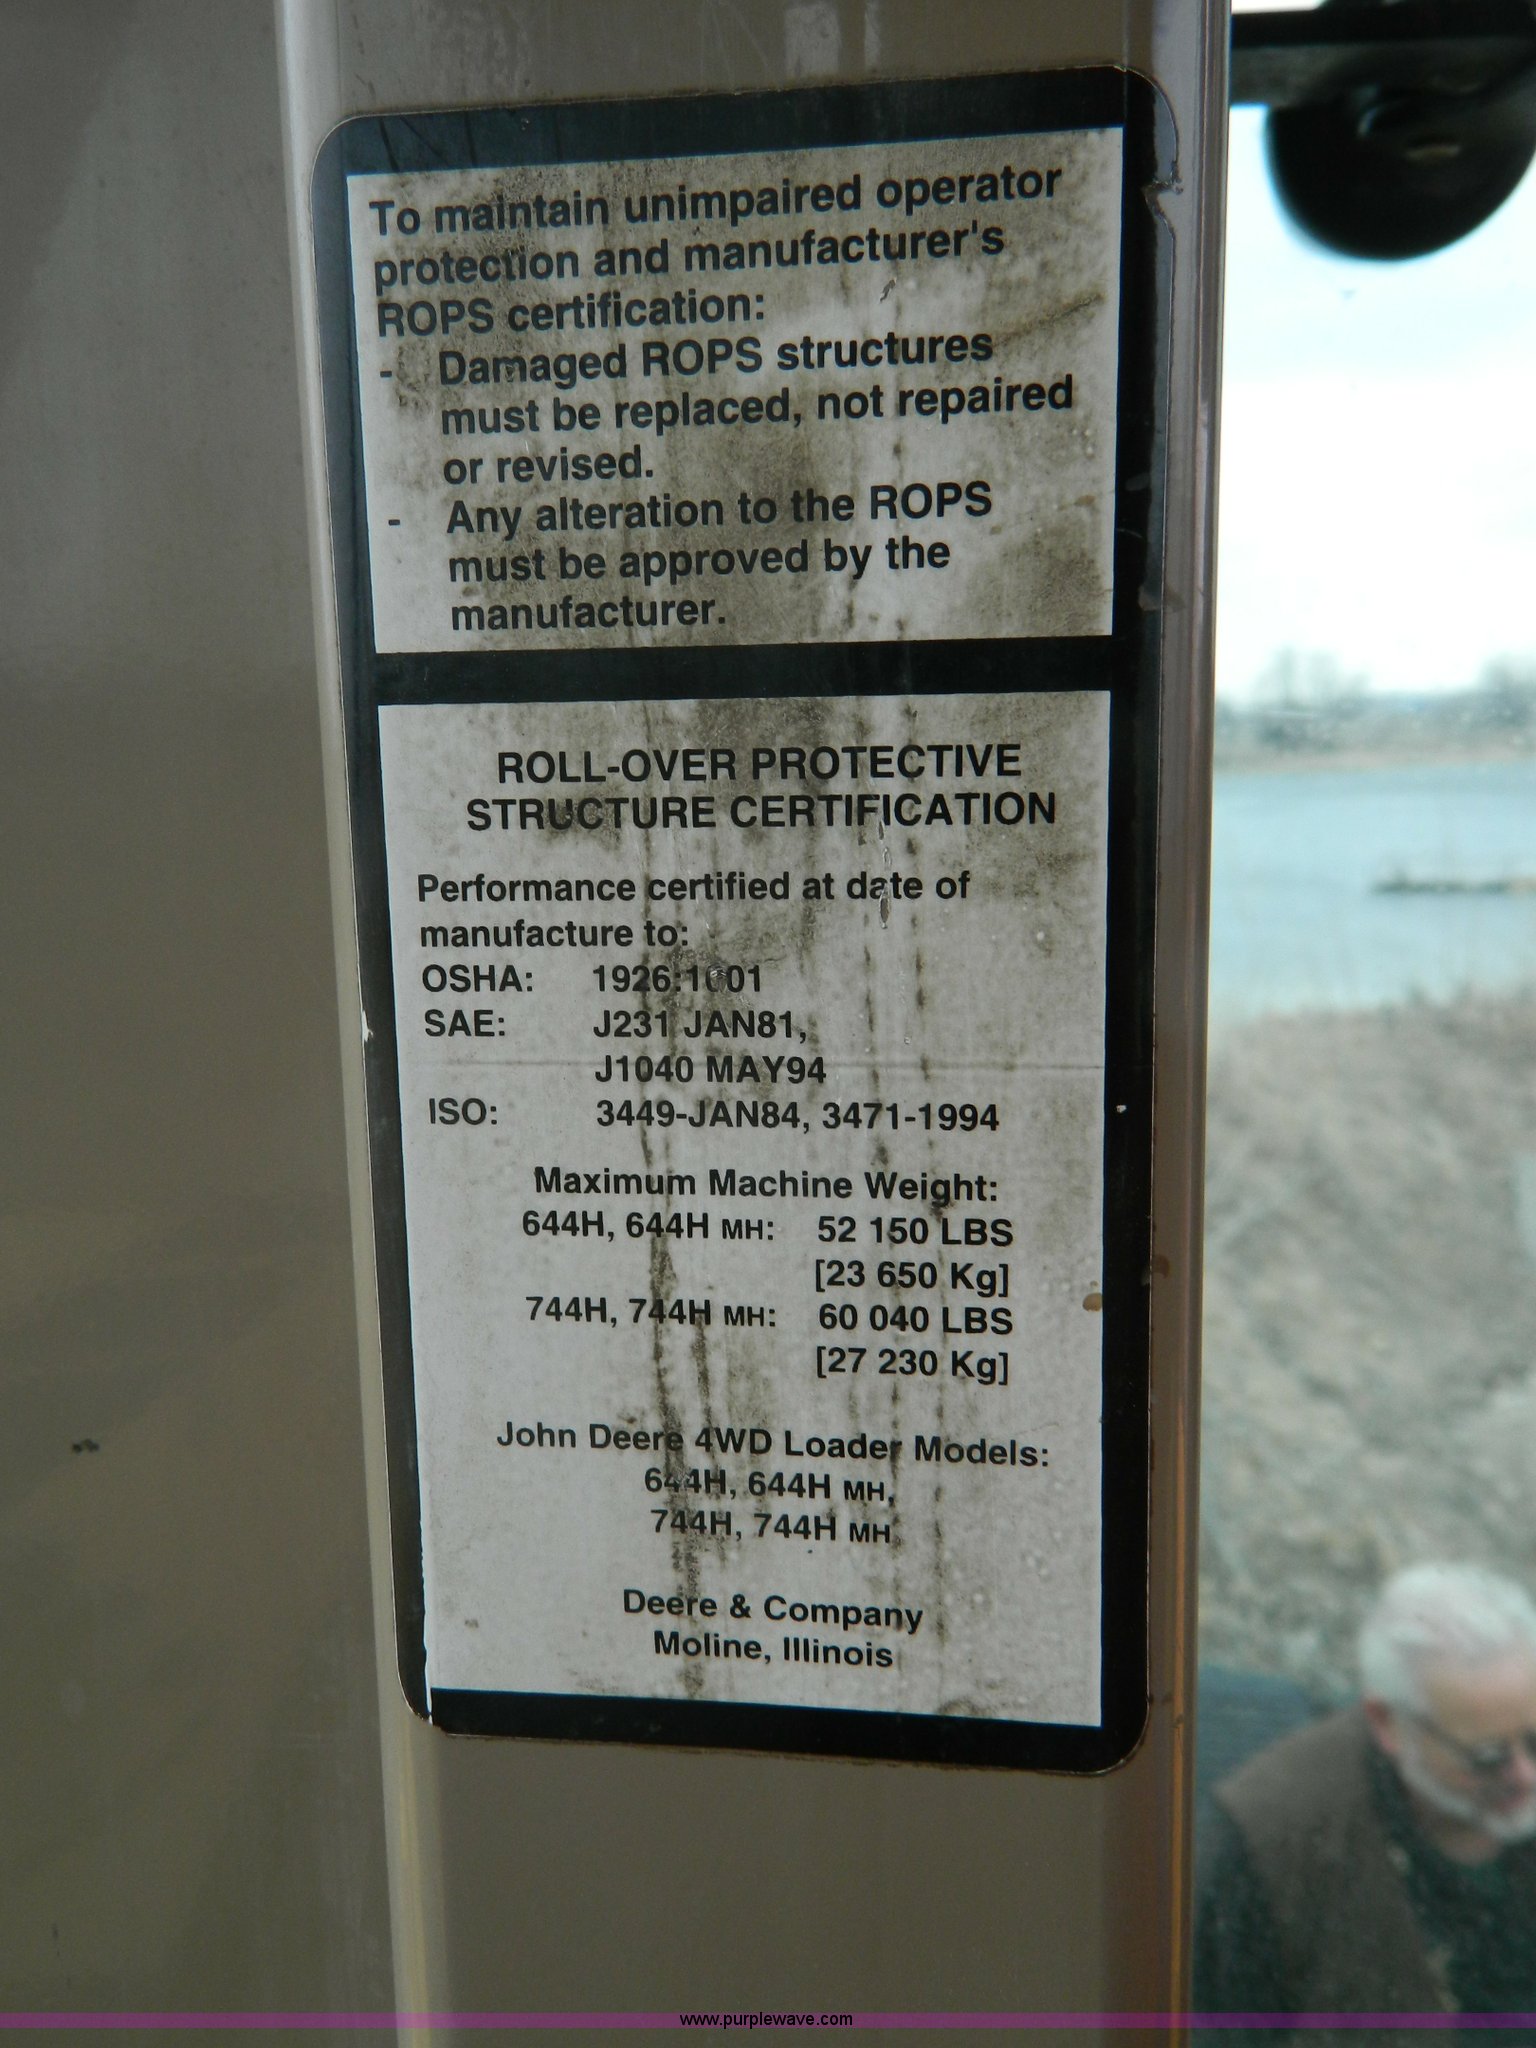 To maintain unimpaired operator
protection and manufacturer's
ROPS certification:
- Damaged ROPS structures
must be replaced, not repaired
or revised.
- Any alteration to the ROPS
must be approved by the
manufacturer.
ROLL-OVER PROTECTIVE
STRUCTURE CERTIFICATION
Performance certified at date of
manufacture to:
OSHA: 1926:1001
SAE: J231 JAN81,
J1040 MAY94
ISO: 3449-JAN84, 3471-1994
Maximum Machine Weight:
644H, 644H MH: 52 150 LBS
[23 650 Kg]
744H, 744H MH: 60 040 LBS
[27 230 Kg]
John Deere 4WD Loader Models:
644H, 644H MH,
744H, 744H MH
Deere & Company
Moline, Illinois
www.purplewave.com